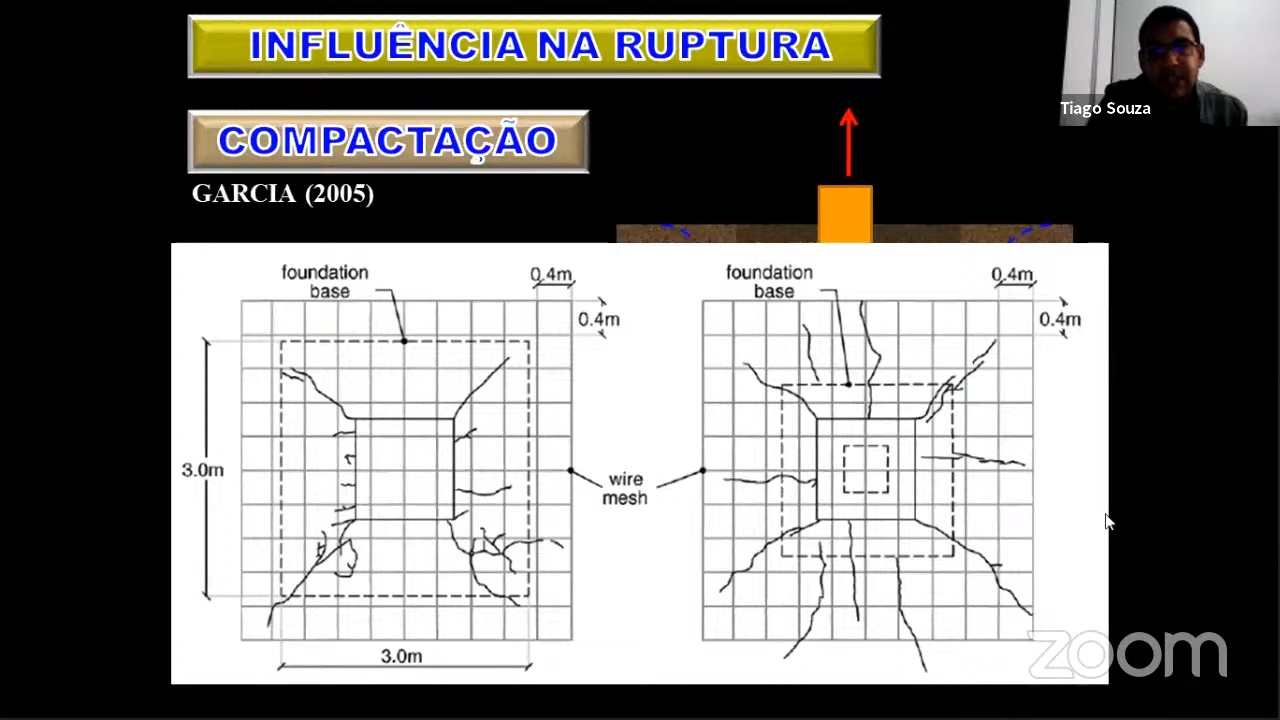 INFLUÊNCIA NA RUPTURA
Tiago Souza
COMPACTAÇÃO
GARCIA (2005)
foundation
base
0.4m
0.4m
foundation
base
0.4m
0.4m
3.0m
wire
mesh
3.0m
zoom